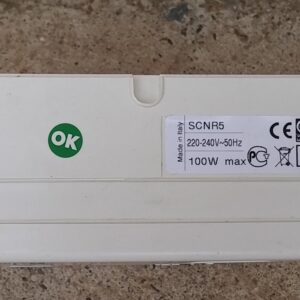 OK
Made in Italy
SCNR5
220-240V~50Hz
100W max
CE